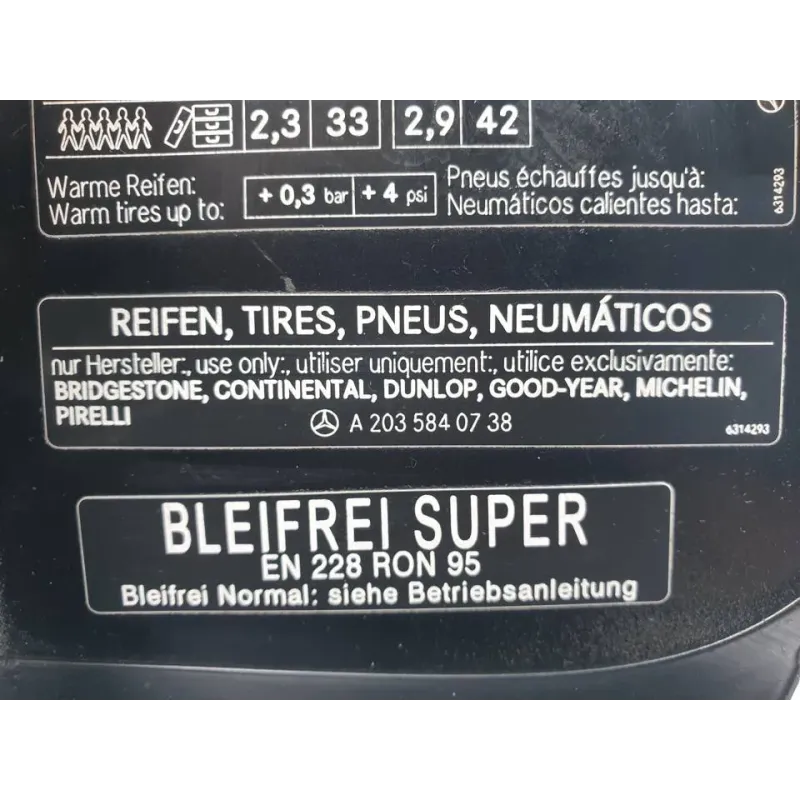 2,3 33 2,9 42
Warme Reifen: Pneus échauffes jusqu'à:
Warm tires up to: + 0,3 bar + 4 psi Neumáticos calientes hasta:
6314293
REIFEN, TIRES, PNEUS, NEUMÁTICOS
nur Hersteller:, use only:, utiliser uniquement:, utilice exclusivamente:
BRIDGESTONE, CONTINENTAL, DUNLOP, GOOD-YEAR, MICHELIN,
PIRELLI
A 203 584 07 38 6314293
BLEIFREI SUPER
EN 228 RON 95
Bleifrei Normal: siehe Betriebsanleitung